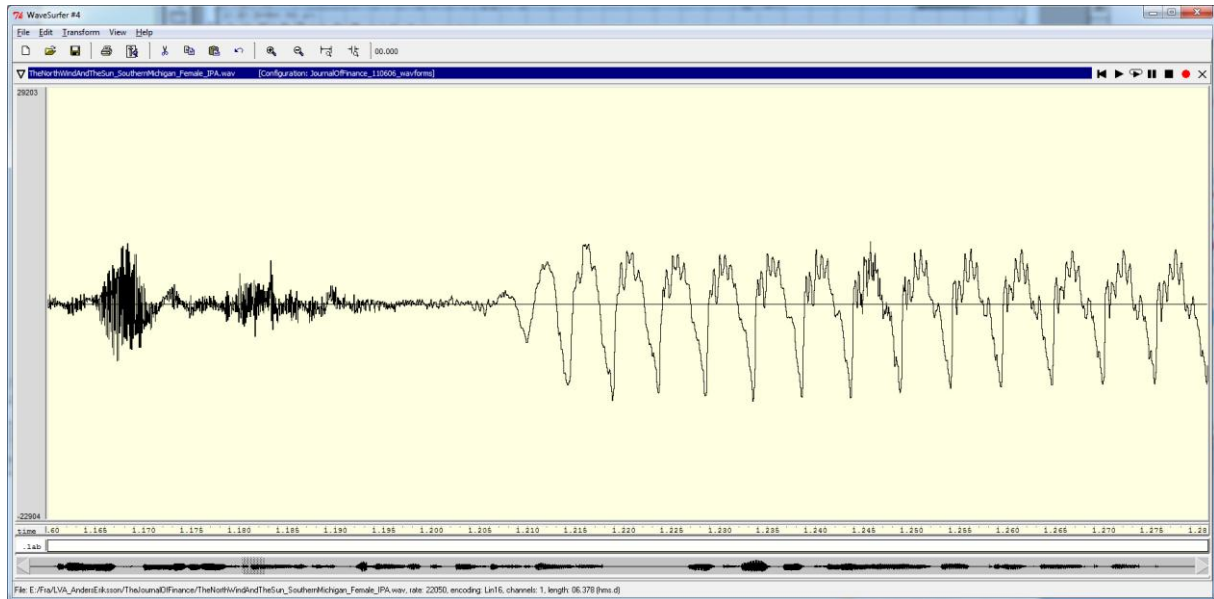 WaveSurfer #4
File Edit Transform View Help
00.000
TheNorthWindAndTheSun_SouthernMichigan_Female_IPA.wav [Configuration: JournalOfFinance_110606_wavforms]
29203
-22904
time 1.60 1.165 1.170 1.175 1.180 1.185 1.190 1.195 1.200 1.205 1.210 1.215 1.220 1.225 1.230 1.235 1.240 1.245 1.250 1.255 1.260 1.265 1.270 1.275 1.28
.lab
File: E:/Fra/LVA_AndersEriksson/TheJournalOfFinance/TheNorthWindAndTheSun_SouthernMichigan_Female_IPA.wav, rate: 22050, encoding: Lin16, channels: 1, length: 06.378 (hms.d)